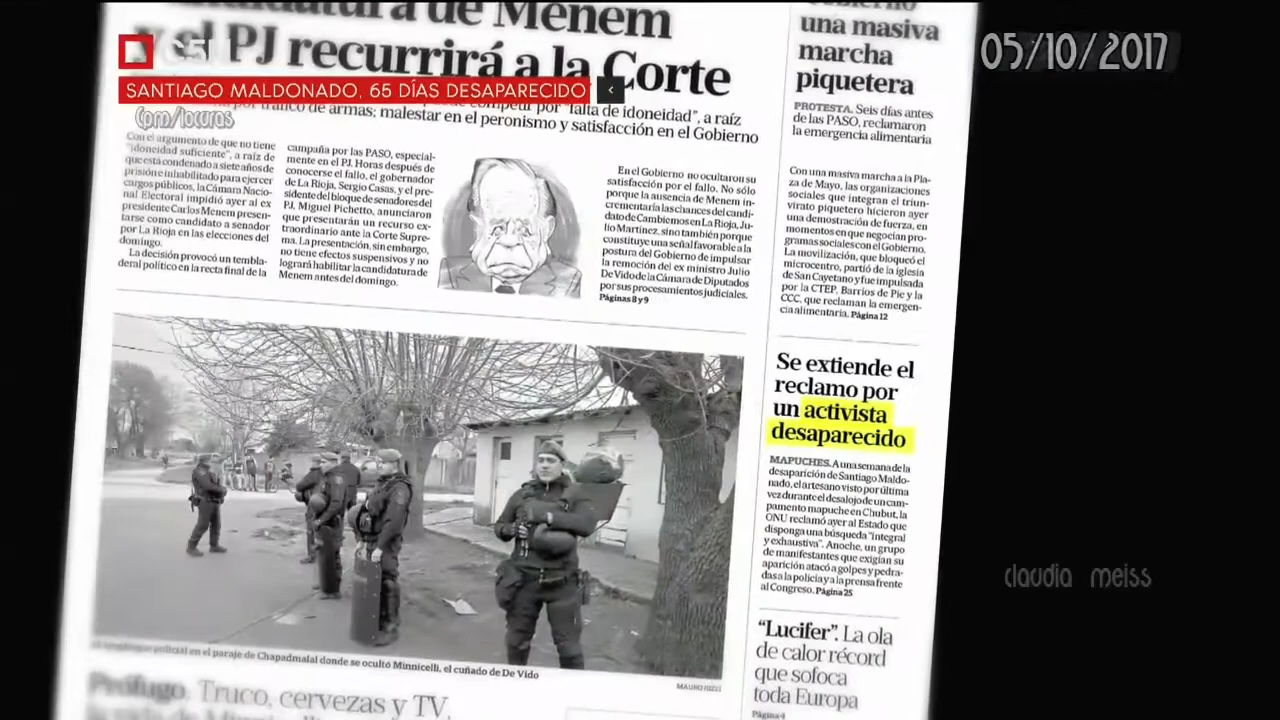 andidatura de Menem
y el PJ recurrirá a la Corte
C5N
SANTIAGO MALDONADO, 65 DÍAS DESAPARECIDO
Cpm/locuras
05/10/2017
tráfico de armas; malestar en el peronismo y satisfacción en el Gobierno
"falta de idoneidad", a raíz
Con el argumento de que no tiene
"idoneidad suficiente", a raíz de
que está condenado a siete años de
prisión e inhabilitado para ejercer
cargos públicos, la Cámara Nacio-
nal Electoral impidió ayer al ex
presidente Carlos Menem presen-
tarse como candidato a senador
por La Rioja en las elecciones del
domingo.
La decisión provocó un tembla-
deral político en la recta final de la
campaña por las PASO, especial-
mente en el PJ. Horas después de
conocerse el fallo, el gobernador
de La Rioja, Sergio Casas, y el pre-
sidente del bloque de senadores del
PJ, Miguel Pichetto, anunciaron
que presentarán un recurso ex-
traordinario ante la Corte Supre-
ma. La presentación, sin embargo,
no tiene efectos suspensivos y no
logrará habilitar la candidatura de
Menem antes del domingo.
En el Gobierno no ocultaron su
satisfacción por el fallo. No sólo
porque la ausencia de Menem in-
crementaría las chances del candi-
dato de Cambiemos en La Rioja, Ju-
lio Martínez, sino también porque
constituye una señal favorable a la
postura del Gobierno de impulsar
la remoción del ex ministro Julio
De Vido de la Cámara de Diputados
por sus procesamientos judiciales.
Páginas 8 y 9
una masiva
marcha
piquetera
PROTESTA. Seis días antes
de las PASO, reclamaron
la emergencia alimentaria
Con una masiva marcha a la Pla-
za de Mayo, las organizaciones
sociales que integran el triun-
virato piquetero hicieron ayer
una demostración de fuerza, en
momentos en que negocian pro-
gramas sociales con el Gobierno.
La movilización, que bloqueó el
microcentro, partió de la iglesia
de San Cayetano y fue impulsada
por la CTEP, Barrios de Pie y la
CCC, que reclaman la emergen-
cia alimentaria. Página 12
Se extiende el
reclamo por
un activista
desaparecido
MAPUCHES. A una semana de la
desaparición de Santiago Maldo-
nado, el artesano visto por última
vez durante el desalojo de un cam-
pamento mapuche en Chubut, la
ONU reclamó ayer al Estado que
disponga una búsqueda "integral
y exhaustiva". Anoche, un grupo
de manifestantes que exigían su
aparición atacó a golpes y pedra-
das a la policía y a la prensa frente
al Congreso. Página 25
"Lucifer". La ola
de calor récord
que sofoca
toda Europa
Página 4
policial en el paraje de Chapadmalal donde se ocultó Minnicelli, el cuñado de De Vido
MAURO RIZZI
Prófugo. Truco, cervezas y TV,
claudia meiss